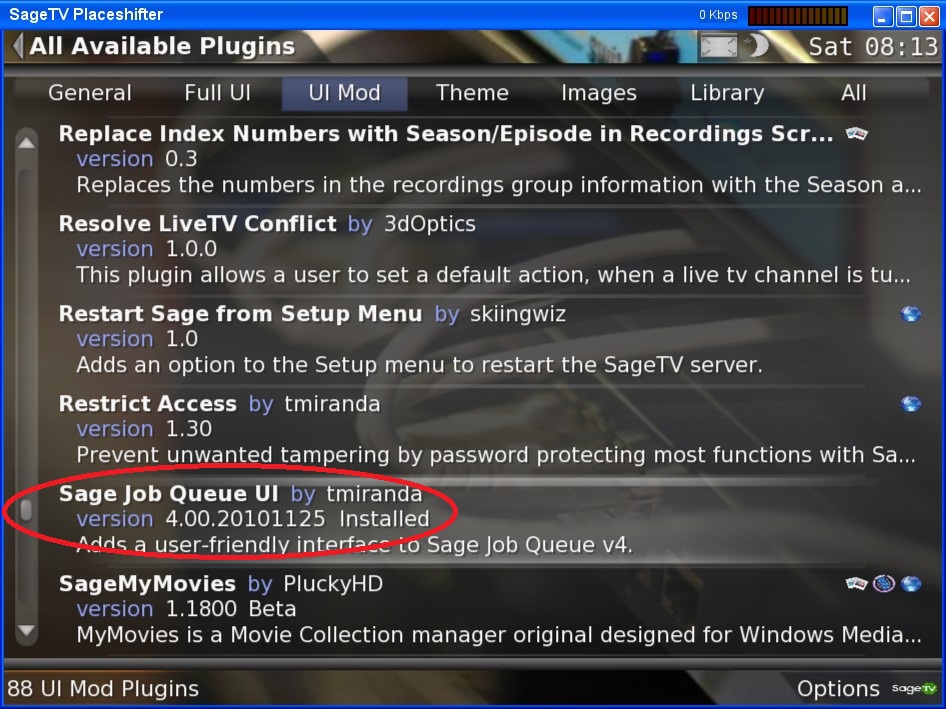 SageTV Placeshifter 0 Kbps
All Available Plugins Sat 08:13
General Full UI UI Mod Theme Images Library All
Replace Index Numbers with Season/Episode in Recordings Scr...
version 0.3
Replaces the numbers in the recordings group information with the Season a...
Resolve LiveTV Conflict by 3dOptics
version 1.0.0
This plugin allows a user to set a default action, when a live tv channel is tu...
Restart Sage from Setup Menu by skiingwiz
version 1.0
Adds an option to the Setup menu to restart the SageTV server.
Restrict Access by tmiranda
version 1.30
Prevent unwanted tampering by password protecting most functions with Sa...
Sage Job Queue UI by tmiranda
version 4.00.20101125 Installed
Adds a user-friendly interface to Sage Job Queue v4.
SageMyMovies by PluckyHD
version 1.1800 Beta
MyMovies is a Movie Collection manager original designed for Windows Media...
88 UI Mod Plugins Options SageTV